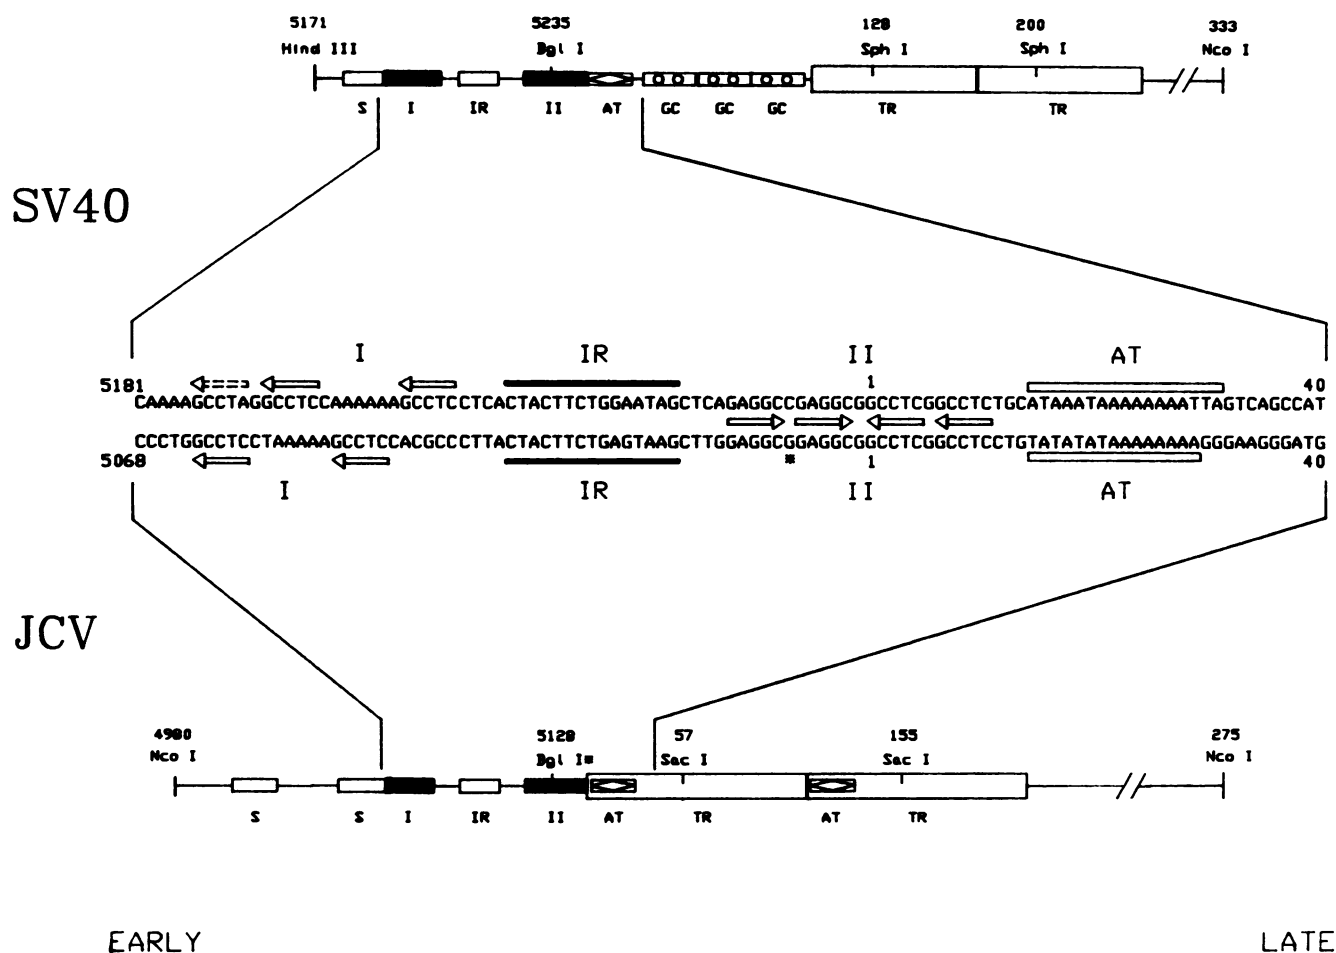 5171 5235 128 200 333
Hind III Bgl I Sph I Sph I Nco I
S I IR II AT GC GC GC TR TR
SV40
I IR II AT
5181 1 40
CAAAAGCCTAGGCCTCCAAAAAAGCCTCCTCACTACTTCTGGAATAGCTCAGAGGCCGAGGCGGCCTCGGCCTCTGCATAAATAAAAAAAATTAGTCAGCCAT
CCCTGGCCTCCTAAAAAGCCTCCACGCCCTTACTACTTCTGAGTAAGCTTGGAGGCGGAGGCGGCCTCGGCCTCCTGTATATATAAAAAAAAGGGAAGGGATG
5068 * 1 40
I IR II AT
JCV
4980 5128 57 155 275
Nco I Bgl I* Sac I Sac I Nco I
S S I IR II AT TR AT TR
EARLY LATE